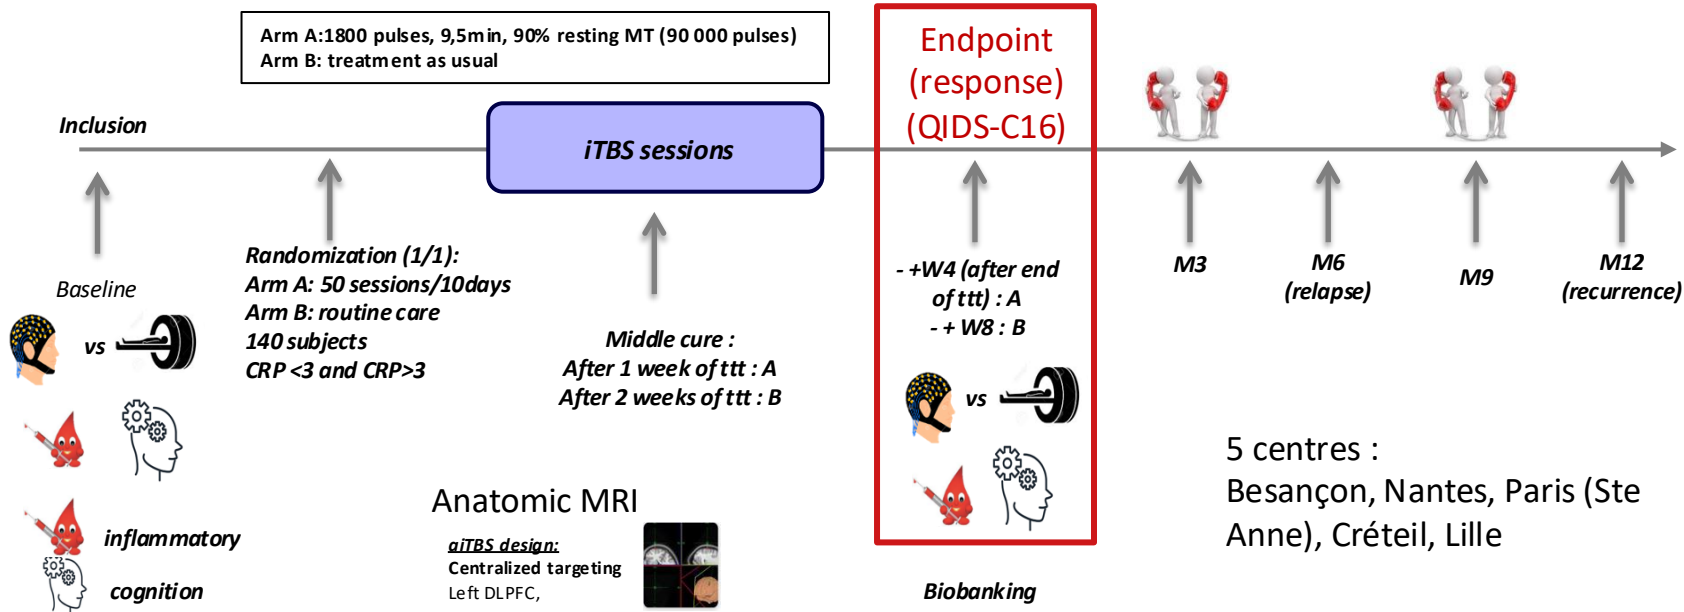 Arm A:1800 pulses, 9,5min, 90% resting MT (90 000 pulses)
Arm B: treatment as usual
Inclusion
iTBS sessions
Endpoint
(response)
(QIDS-C16)
Baseline
vs
inflammatory
cognition
Randomization (1/1):
Arm A: 50 sessions/10days
Arm B: routine care
140 subjects
CRP <3 and CRP>3
Middle cure :
After 1 week of ttt : A
After 2 weeks of ttt : B
Anatomic MRI
aiTBS design:
Centralized targeting
Left DLPFC,
- +W4 (after end
of ttt) : A
- + W8 : B
vs
Biobanking
M3
M6
(relapse)
M9
M12
(recurrence)
5 centres :
Besançon, Nantes, Paris (Ste
Anne), Créteil, Lille